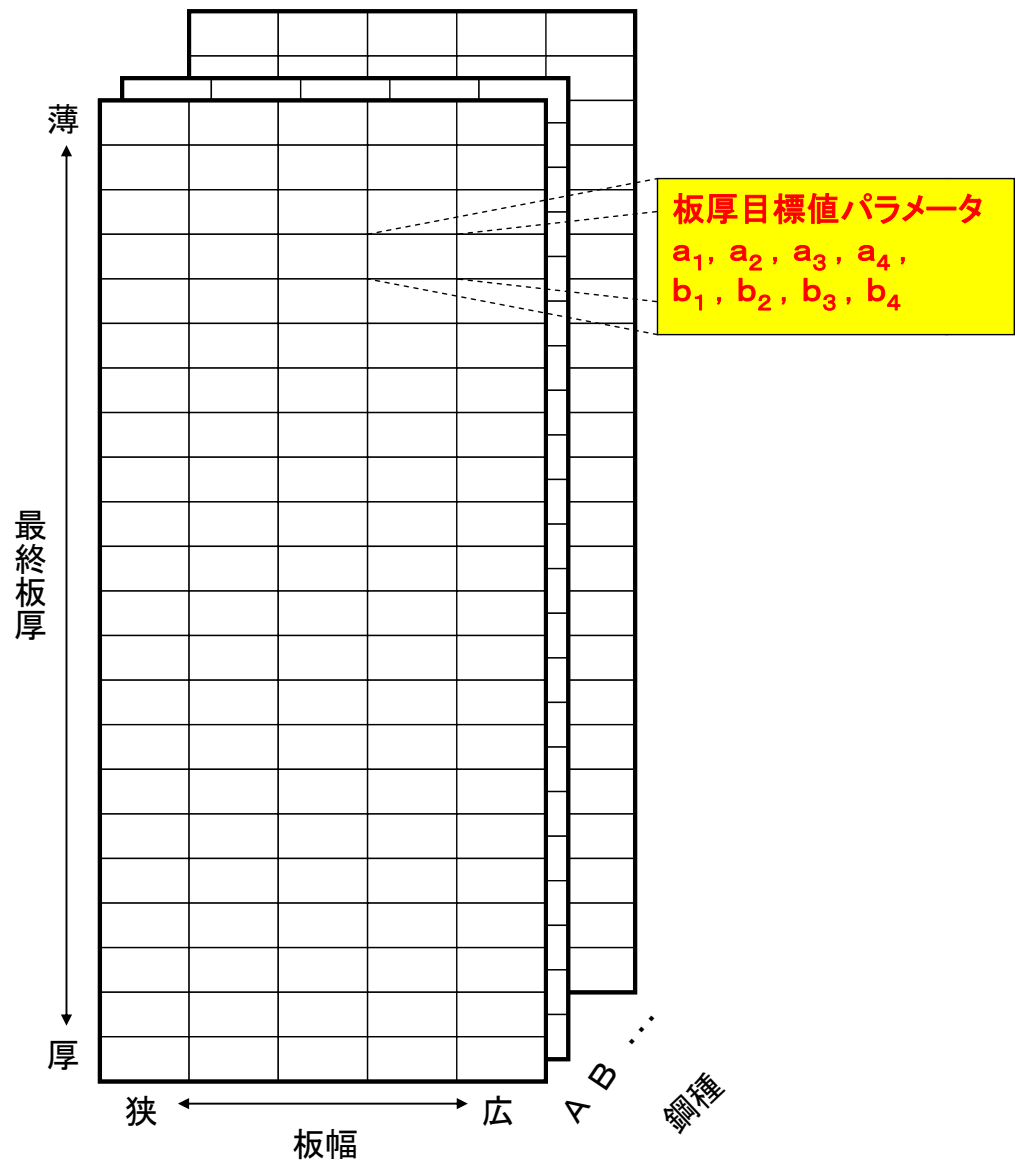 薄
板厚目標値パラメータ
a₁, a₂, a₃, a₄,
b₁, b₂, b₃, b₄
最終板厚
厚
狭
広
板幅
A B …
鋼種